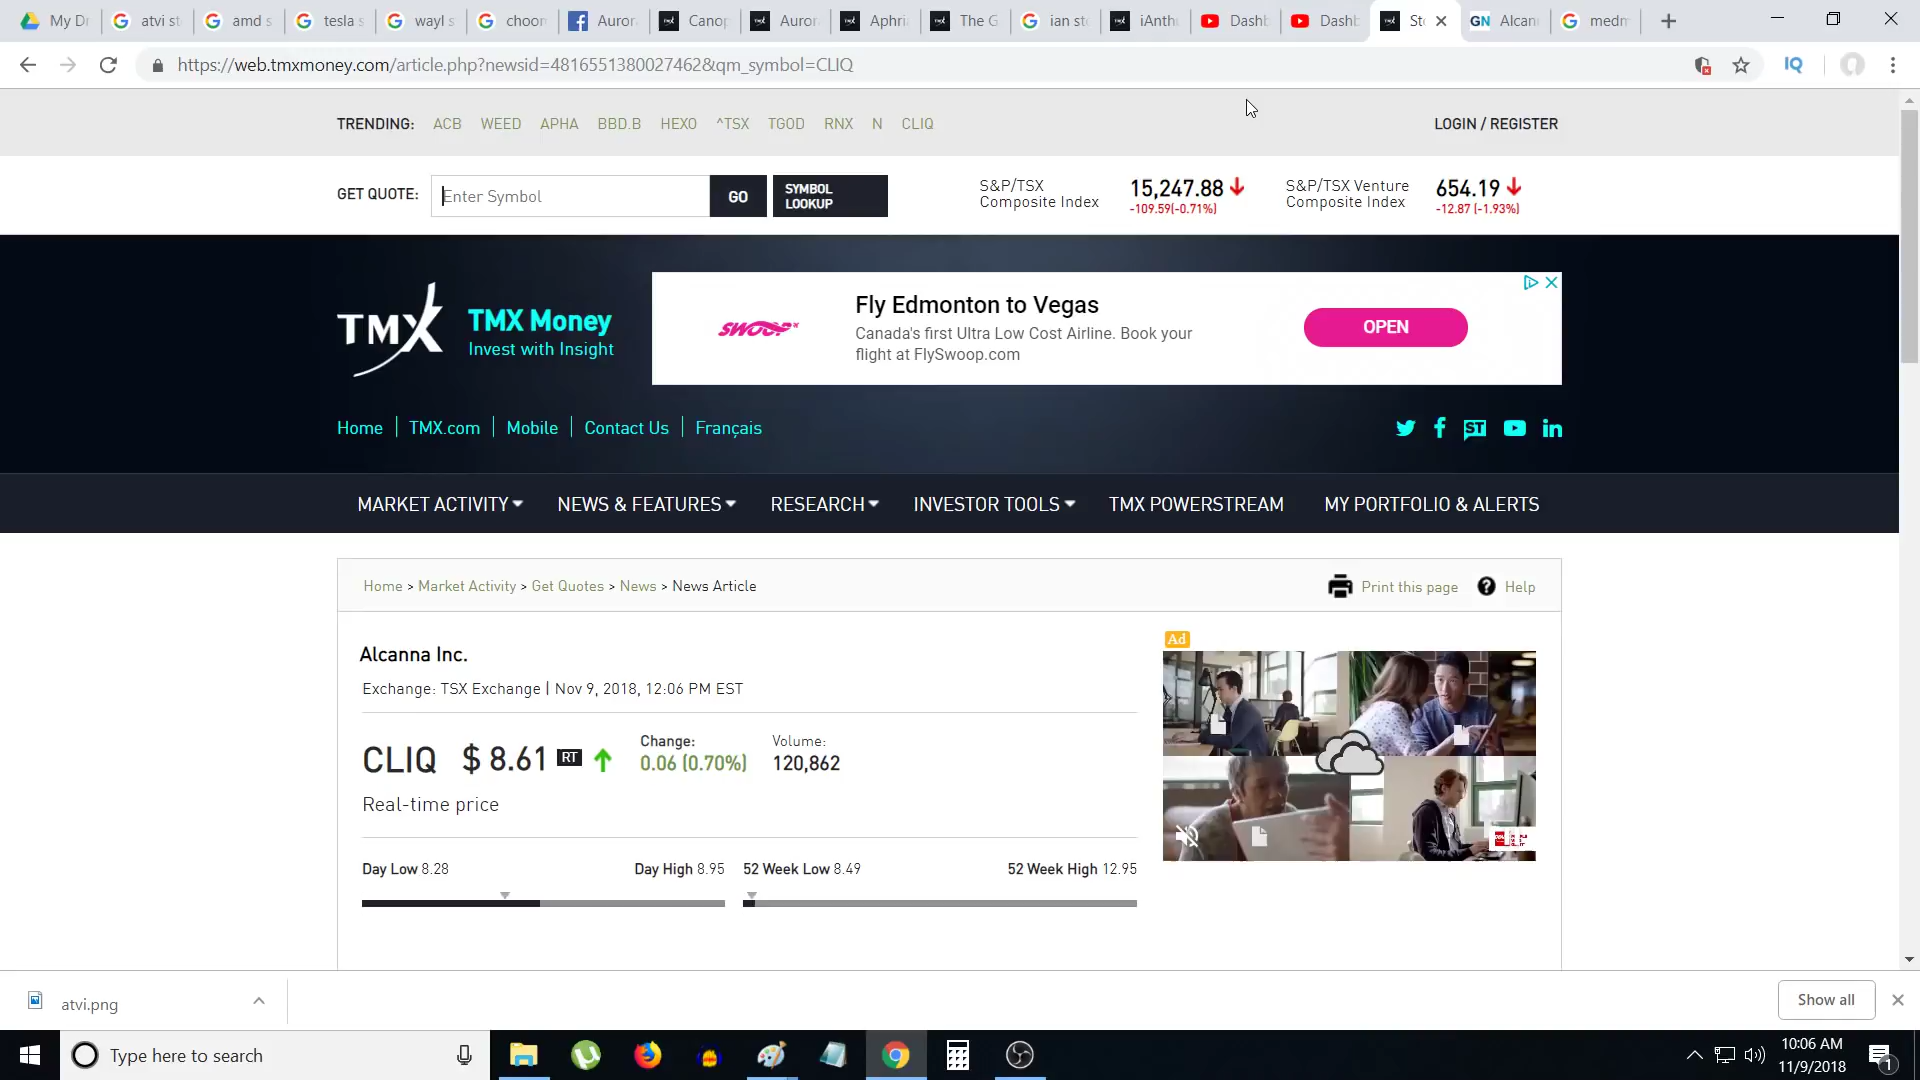 My Dr
atvi st
amd s
tesla s
wayl s
choom
Auror
Canop
Auror
Aphri
The G
ian sto
iAnth
Dashb
Dashb
Sto
GN Alcann
medm
https://web.tmxmoney.com/article.php?newsid=4816551380027462&qm_symbol=CLIQ
IQ
TRENDING: ACB WEED APHA BBD.B HEXO ^TSX TGOD RNX N CLIQ
LOGIN / REGISTER
GET QUOTE: Enter Symbol GO
SYMBOL
LOOKUP
S&P/TSX
Composite Index
15,247.88
-109.59(-0.71%)
S&P/TSX Venture
Composite Index
654.19
-12.87 (-1.93%)
TMX
TMX Money
Invest with Insight
swoop
Fly Edmonton to Vegas
Canada's first Ultra Low Cost Airline. Book your
flight at FlySwoop.com
OPEN
Home TMX.com Mobile Contact Us Français
ST
MARKET ACTIVITY NEWS & FEATURES RESEARCH INVESTOR TOOLS TMX POWERSTREAM MY PORTFOLIO & ALERTS
Home > Market Activity > Get Quotes > News > News Article
Print this page
? Help
Alcanna Inc.
Exchange: TSX Exchange | Nov 9, 2018, 12:06 PM EST
Ad
CLIQ $ 8.61 RT
Change:
0.06 (0.70%)
Volume:
120,862
Real-time price
Day Low 8.28 Day High 8.95
52 Week Low 8.49 52 Week High 12.95
atvi.png
Show all
Type here to search
10:06 AM
11/9/2018
1